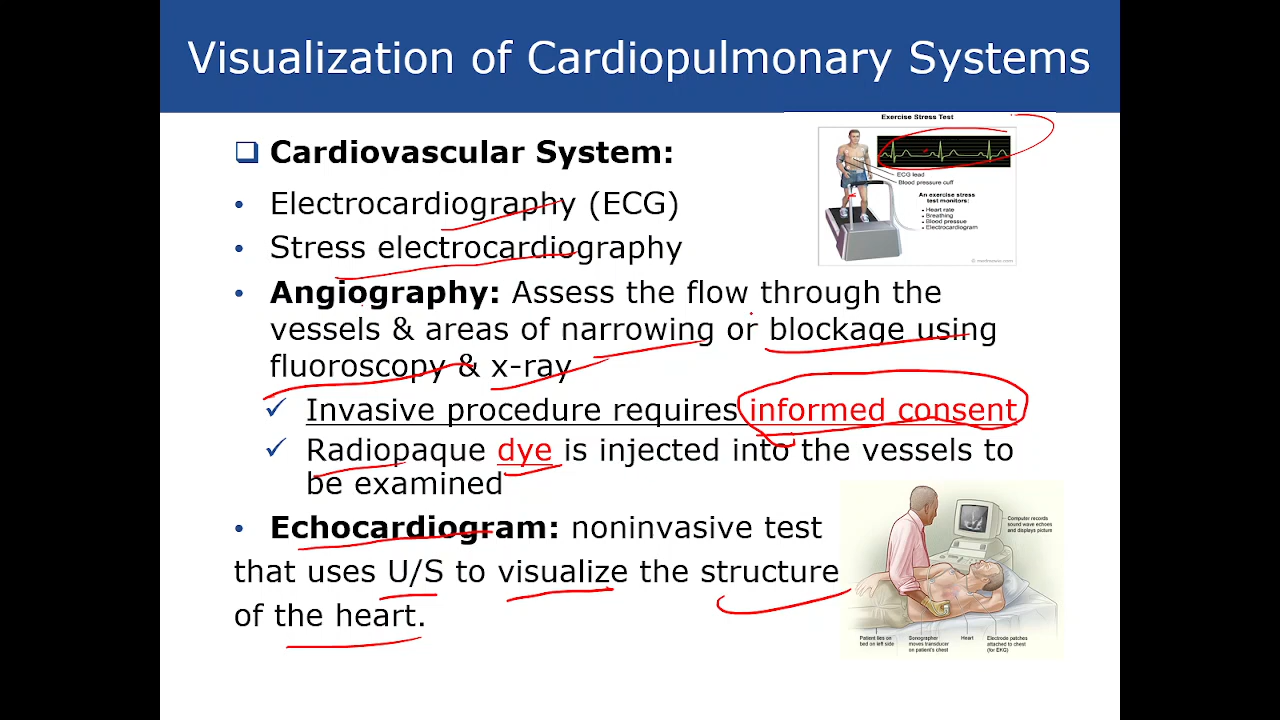 Visualization of Cardiopulmonary Systems
❑ Cardiovascular System:
• Electrocardiography (ECG)
• Stress electrocardiography
• Angiography: Assess the flow through the
vessels & areas of narrowing or blockage using
fluoroscopy & x-ray
✓ Invasive procedure requires informed consent
✓ Radiopaque dye is injected into the vessels to
be examined
• Echocardiogram: noninvasive test
that uses U/S to visualize the structure
of the heart.
Exercise Stress Test
ECG lead
Blood pressure cuff
An exercise stress
test monitors:
• Heart rate
• Breathing
• Blood pressue
• Electrocardiogram
Computer records
sound wave echoes
and displays picture
Patient lies on
bed on left side
Sonographer
moves transducer
on patient's chest
Heart
Electrode patches
attached to chest
(for EKG)